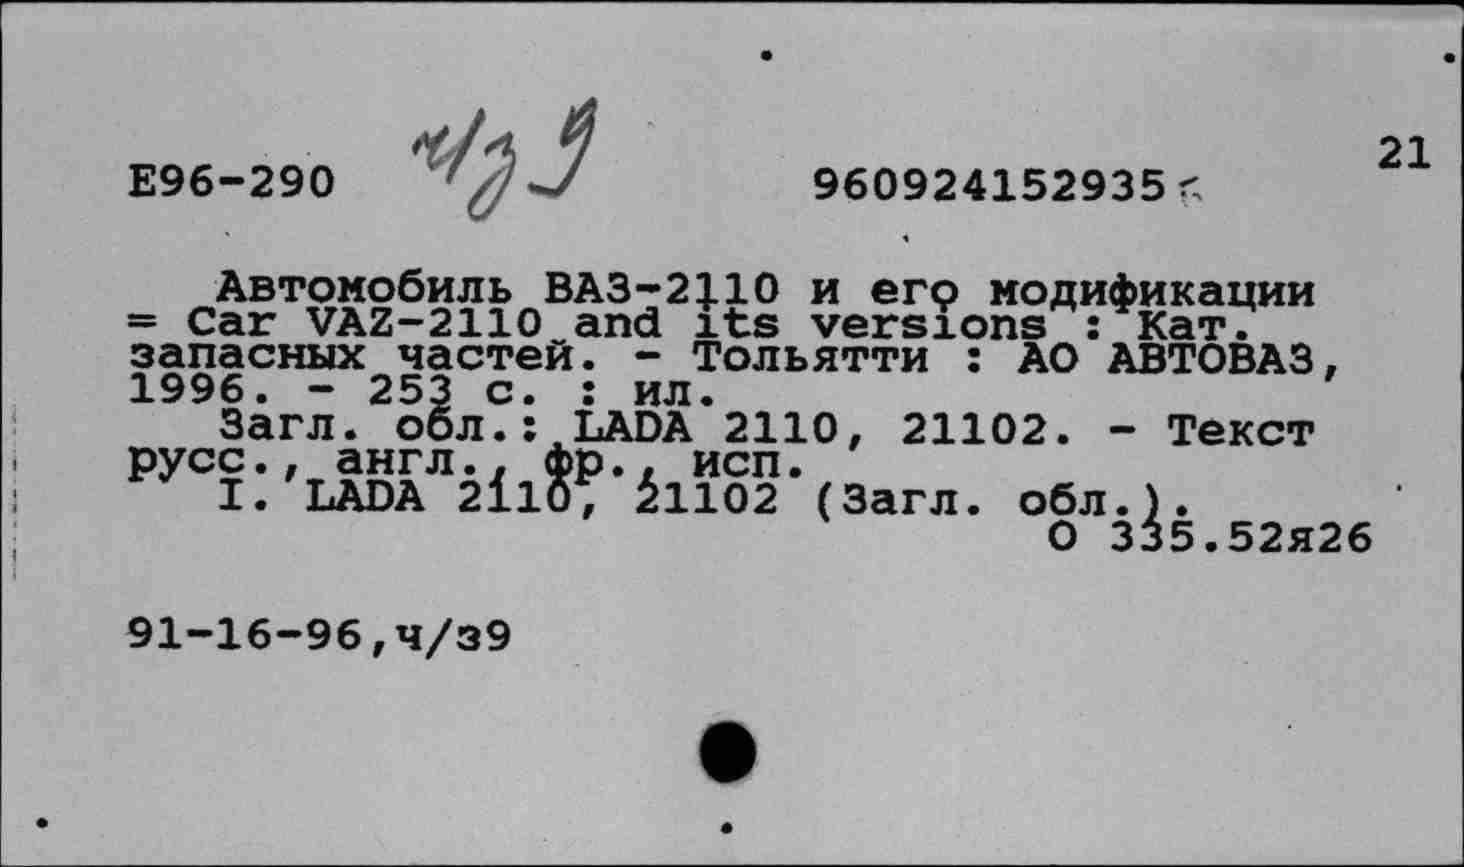 21
Е96-290 ч/з 9 960924152935
Автомобиль ВАЗ-2110 и его модификации
= Car VAZ-2110 and its versions : Кат.
запасных частей. - Тольятти : АО АВТОВАЗ,
1996. - 253 с. : ил.
Загл. обл.: LADA 2110, 21102. - Текст
русс., англ., фр., исп.
I. LADA 2110, 21102 (Загл. обл.).
О 335.52я26
91-16-96,ч/з9